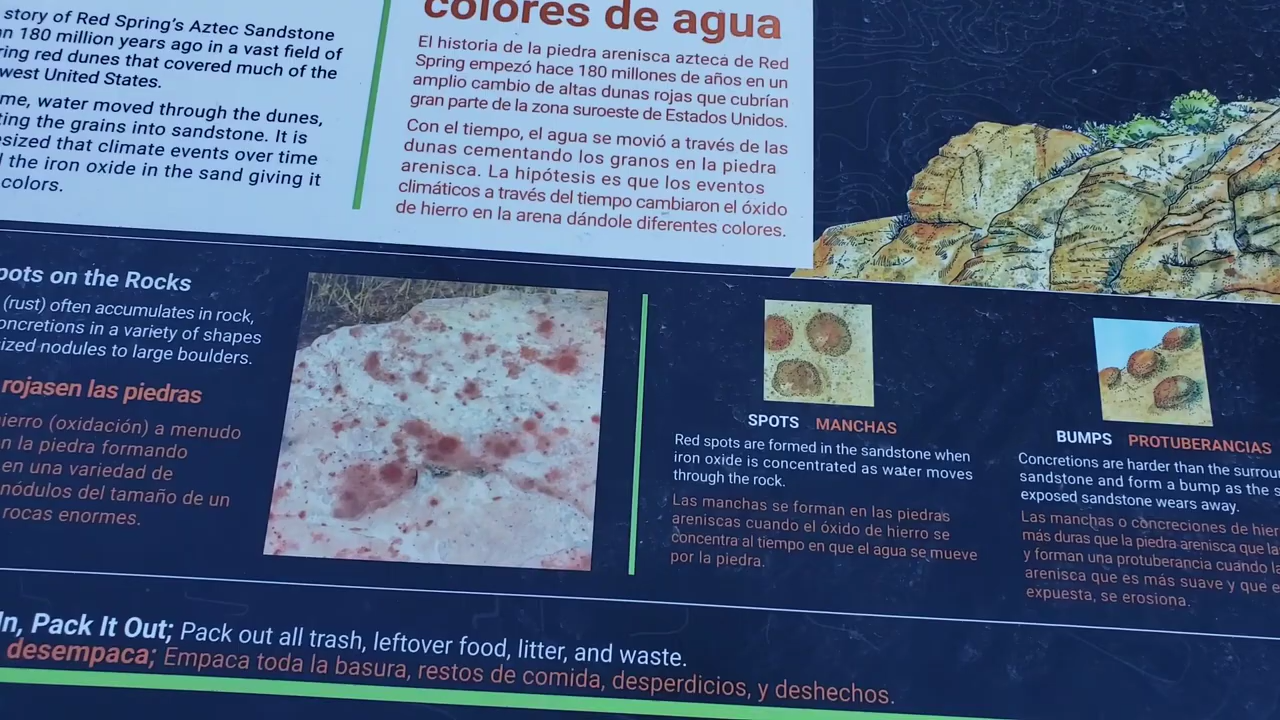 story of Red Spring's Aztec Sandstone
n 180 million years ago in a vast field of
ring red dunes that covered much of the
west United States.
me, water moved through the dunes,
ting the grains into sandstone. It is
esized that climate events over time
the iron oxide in the sand giving it
colors.
colores de agua
El historia de la piedra arenisca azteca de Red
Spring empezó hace 180 millones de años en un
amplio cambio de altas dunas rojas que cubrían
gran parte de la zona suroeste de Estados Unidos.
Con el tiempo, el agua se movió a través de las
dunas cementando los granos en la piedra
arenisca. La hipótesis es que los eventos
climáticos a través del tiempo cambiaron el óxido
de hierro en la arena dándole diferentes colores.
pots on the Rocks
(rust) often accumulates in rock,
oncretions in a variety of shapes
ized nodules to large boulders.
rojasen las piedras
hierro (oxidación) a menudo
n la piedra formando
en una variedad de
nódulos del tamaño de un
rocas enormes.
SPOTS MANCHAS
Red spots are formed in the sandstone when
iron oxide is concentrated as water moves
through the rock.
Las manchas se forman en las piedras
areniscas cuando el óxido de hierro se
concentra al tiempo en que el agua se mueve
por la piedra.
BUMPS PROTUBERANCIAS
Concretions are harder than the surrou
sandstone and form a bump as the s
exposed sandstone wears away.
Las manchas o concreciones de hier
más duras que la piedra arenisca que la
y forman una protuberancia cuando la
arenisca que es más suave y que e
expuesta, se erosiona.
In, Pack It Out; Pack out all trash, leftover food, litter, and waste.
desempaca; Empaca toda la basura, restos de comida, desperdicios, y deshechos.